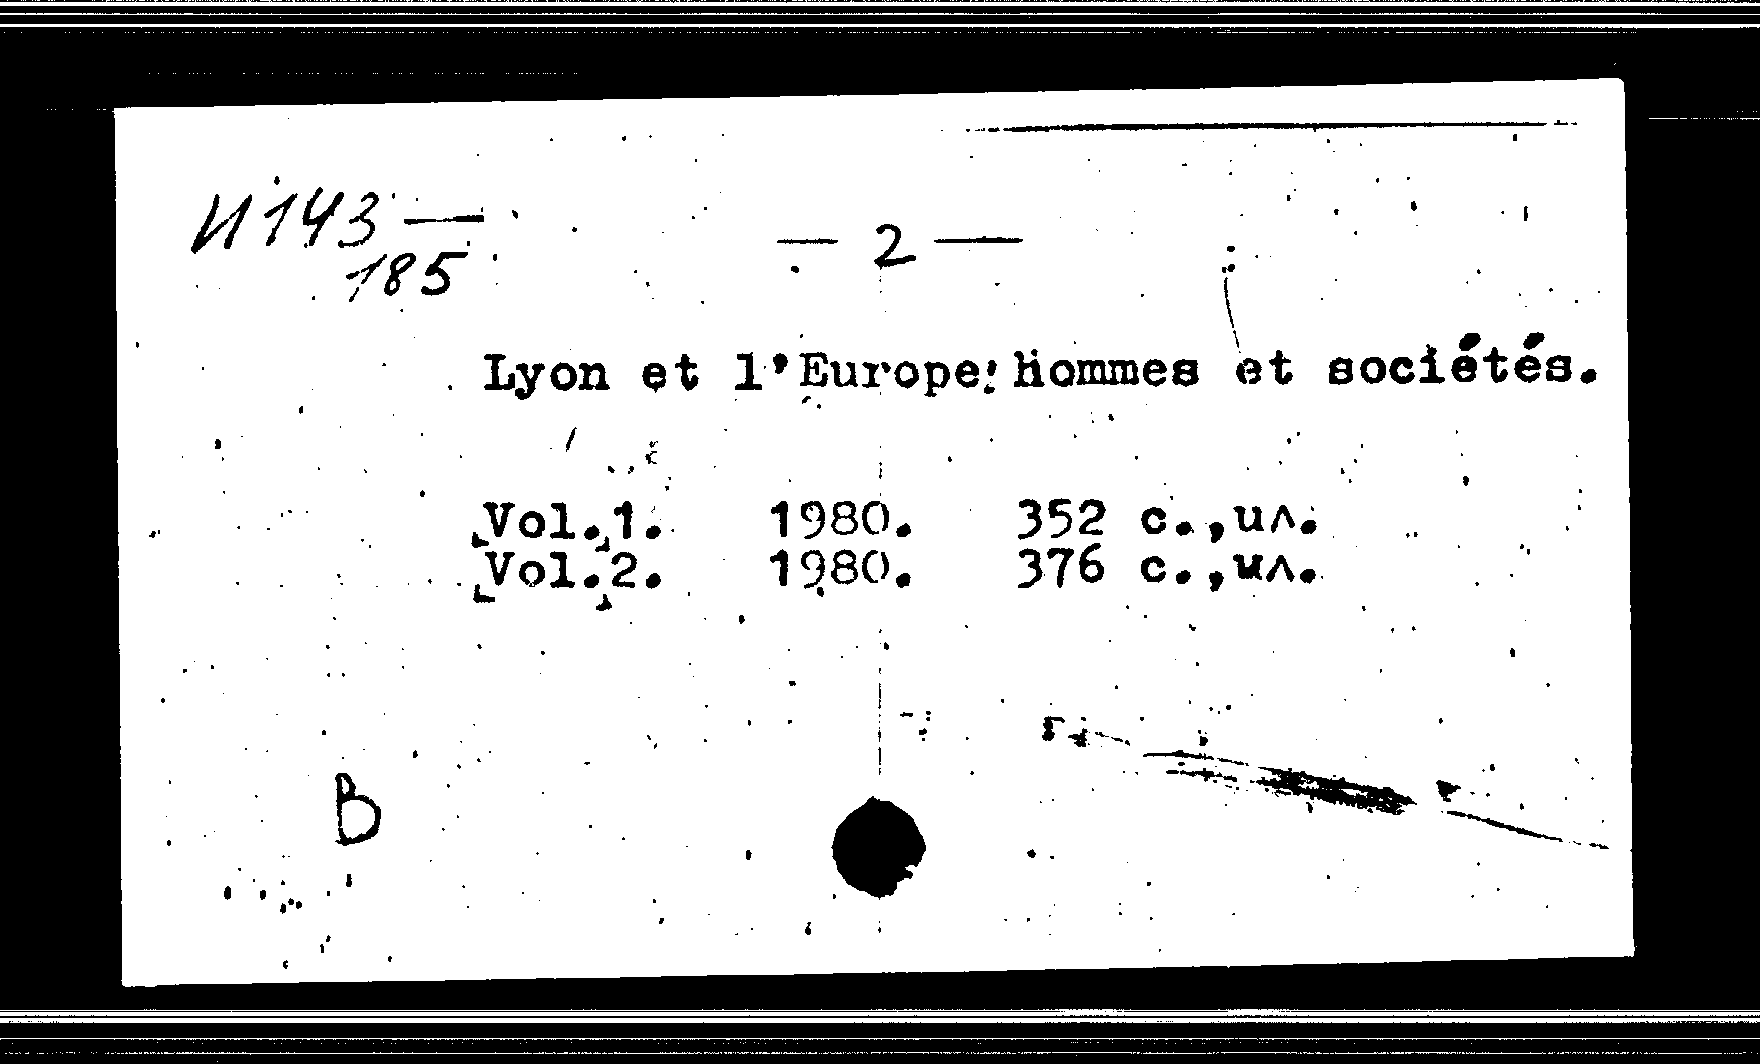 И143—
185
— 2 —
Lyon et l'Europe: hommes et sociétés.
Vol.1. 1980. 352 с.,ил.
Vol.2. 1980. 376 с.,ил.
В